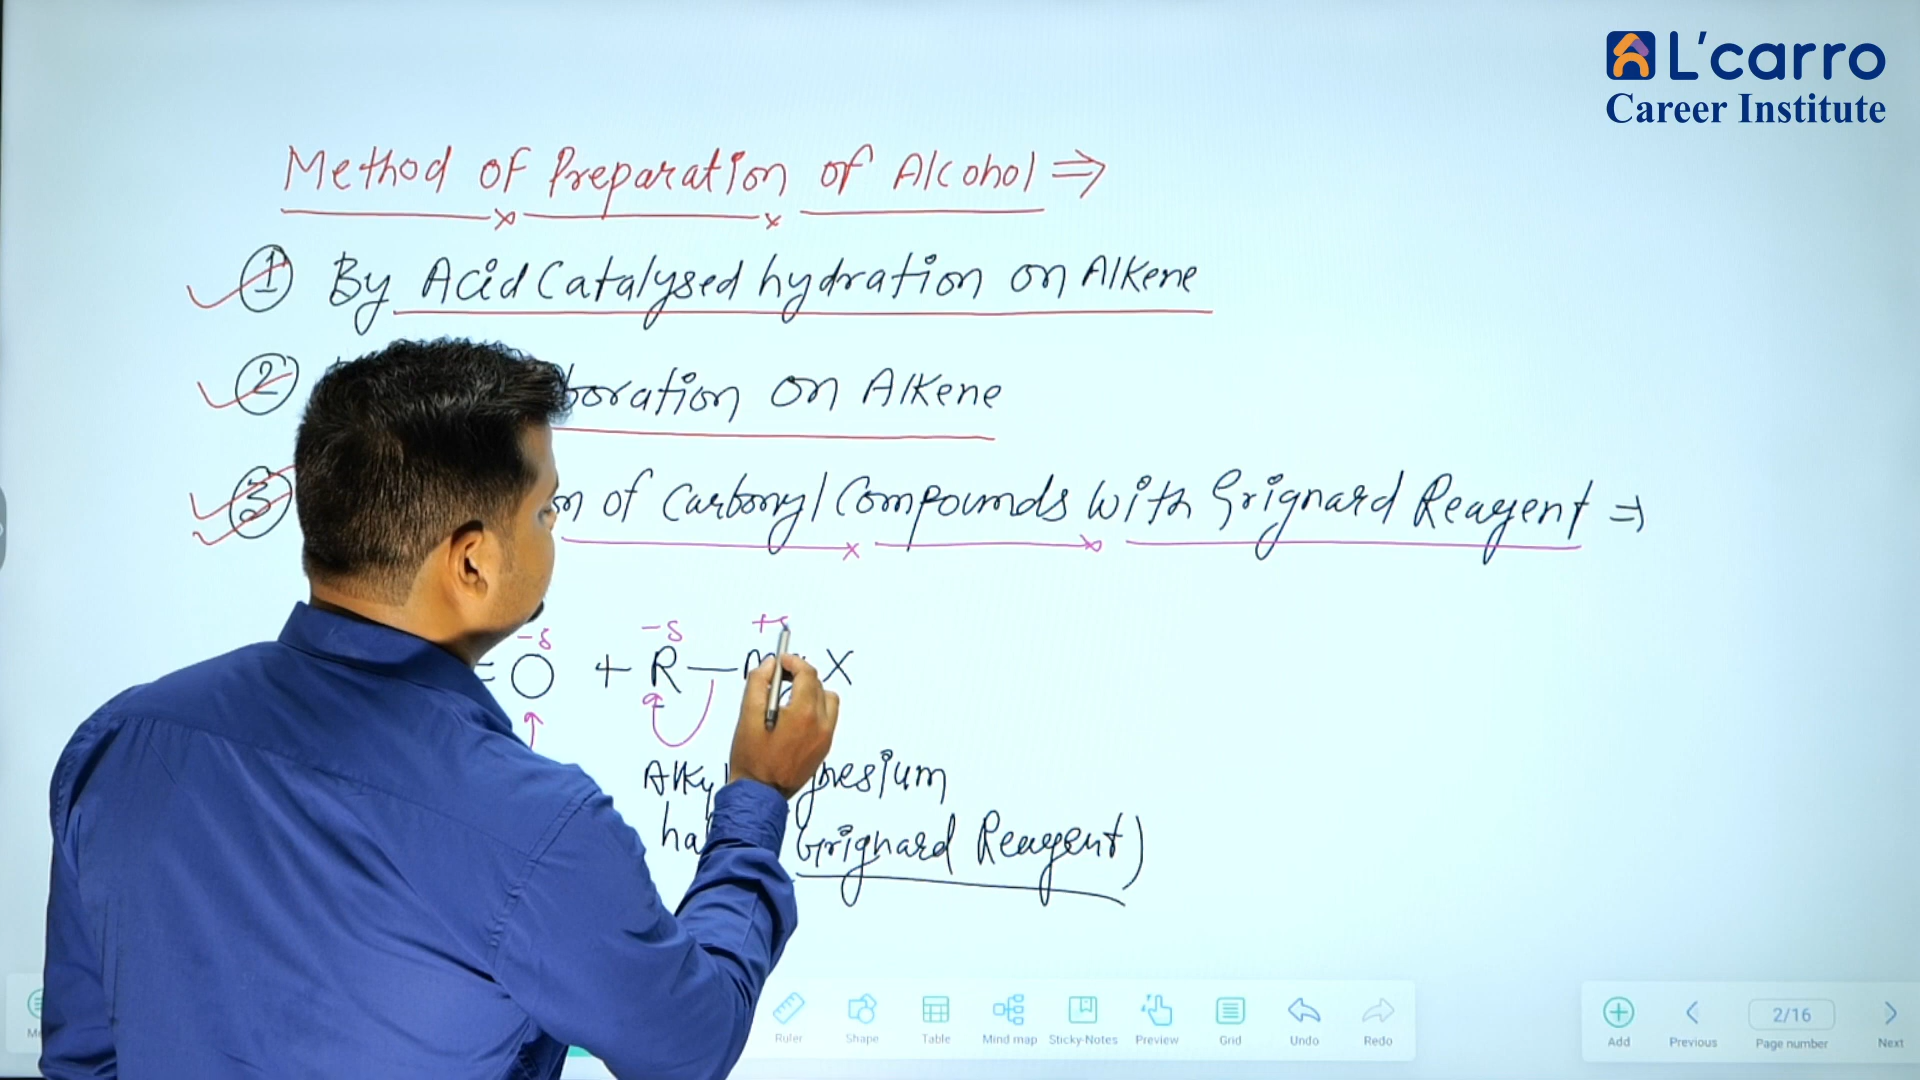 L'carro
Career Institute
Method of Preparation of Alcohol ⇒
① By Acid Catalysed hydration on Alkene
② boration on Alkene
③ of Carbonyl Compounds with Grignard Reagent ⇒
-δ -δ +δ
= O + R — X
Alky nesium
ha Grignard Reagent)
Ruler Shape Table Mind map Sticky Notes Preview Grid Undo Redo Add Previous 2/16 Page number Next